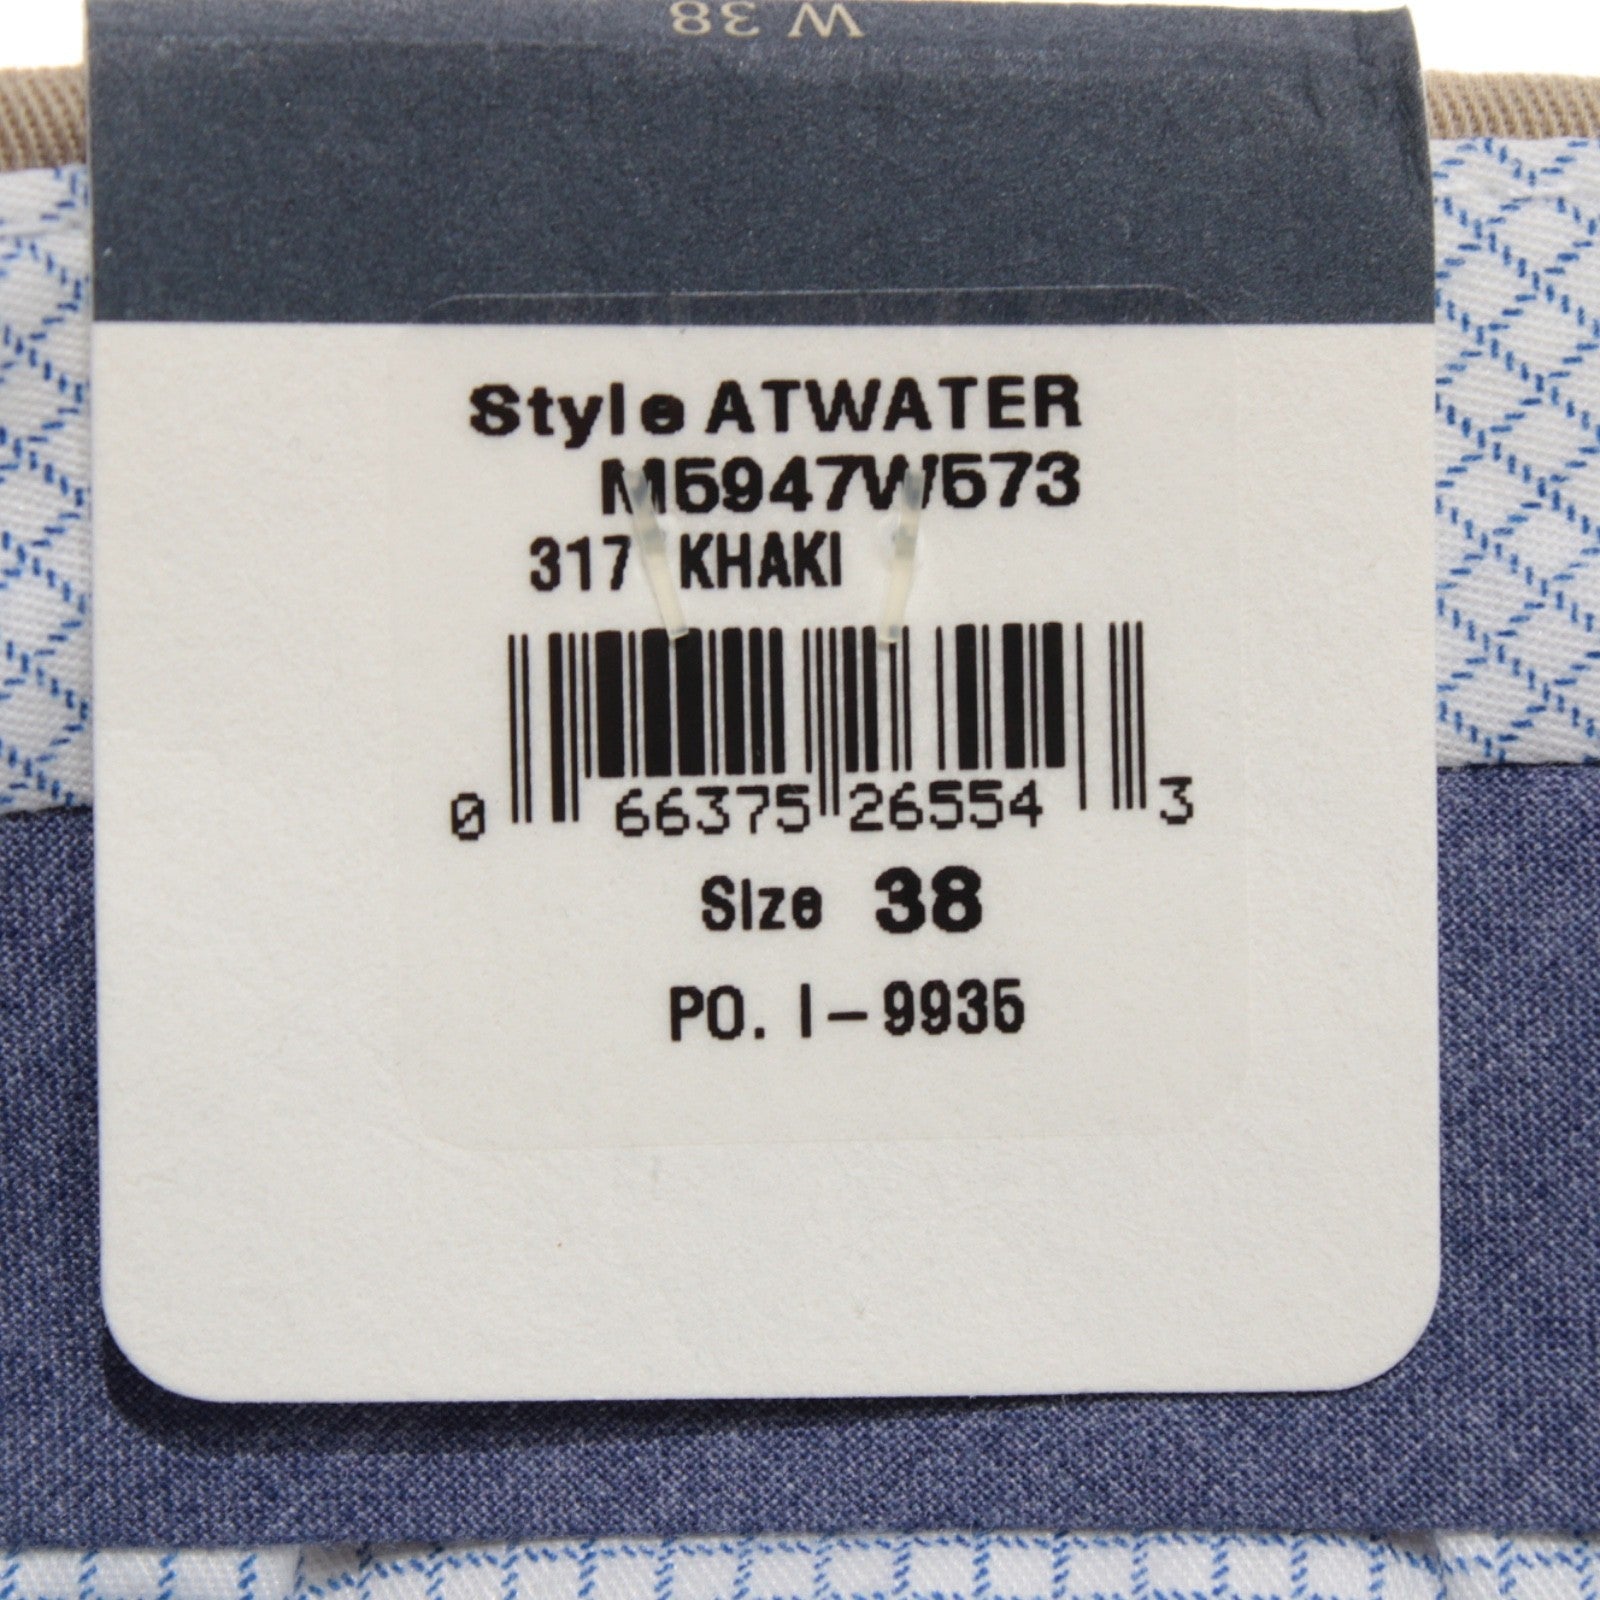 W 38
Style ATWATER
M5947W573
317 KHAKI
0 66375 26554 3
Size 38
PO. I-9935